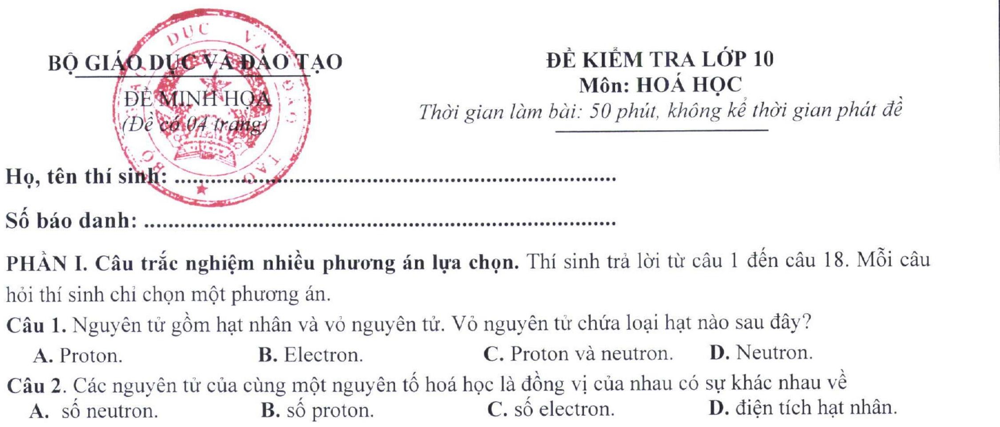 BỘ GIÁO DỤC VÀ ĐÀO TẠO
ĐỀ MINH HỌA
(Đề có 04 trang)
ĐỀ KIỂM TRA LỚP 10
Môn: HOÁ HỌC
Thời gian làm bài: 50 phút, không kể thời gian phát đề
BỘ GIÁO DỤC VÀ ĐÀO TẠO
Họ, tên thí sinh: ..........................................................................
Số báo danh: ...............................................................................
PHẦN I. Câu trắc nghiệm nhiều phương án lựa chọn. Thí sinh trả lời từ câu 1 đến câu 18. Mỗi câu
hỏi thí sinh chỉ chọn một phương án.
Câu 1. Nguyên tử gồm hạt nhân và vỏ nguyên tử. Vỏ nguyên tử chứa loại hạt nào sau đây?
A. Proton. B. Electron. C. Proton và neutron. D. Neutron.
Câu 2. Các nguyên tử của cùng một nguyên tố hoá học là đồng vị của nhau có sự khác nhau về
A. số neutron. B. số proton. C. số electron. D. điện tích hạt nhân.